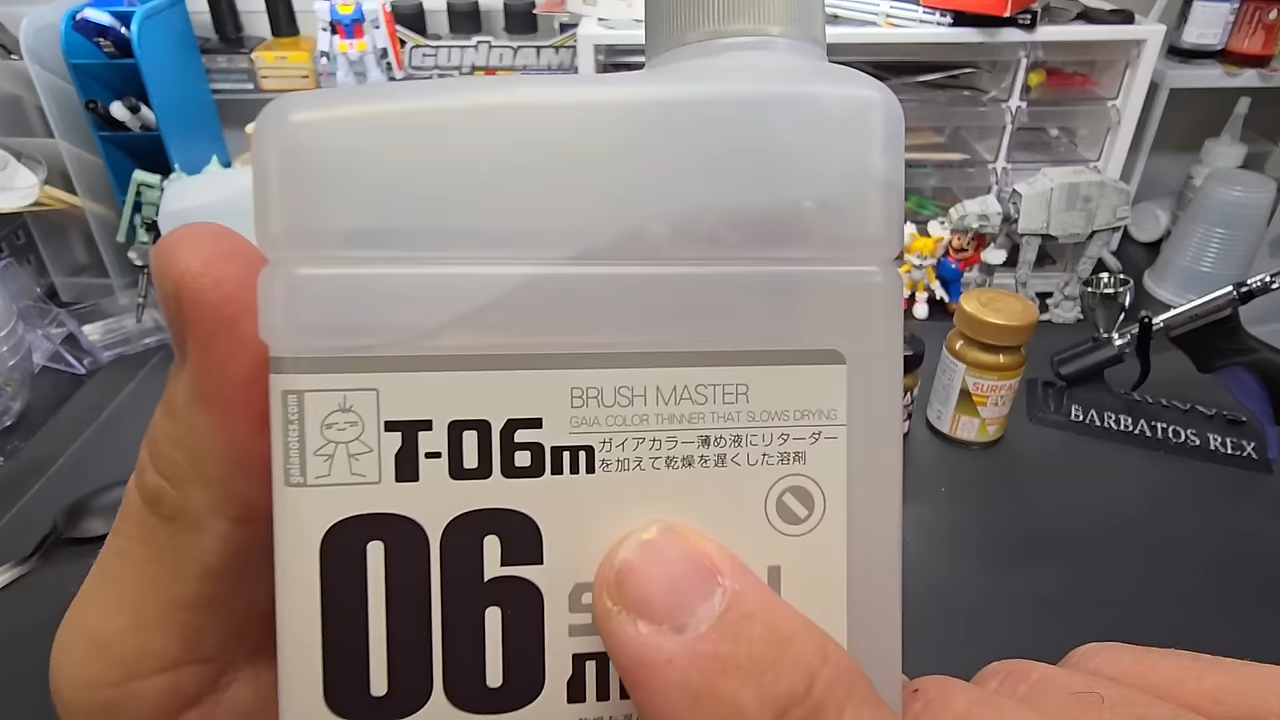 GUNDAM
gaianotes.com
T-06m
BRUSH MASTER
GAIA COLOR THINNER THAT SLOWS DRYING
ガイアカラー薄め液にリターダー
を加えて乾燥を遅くした溶剤
06
BARBATOS REX